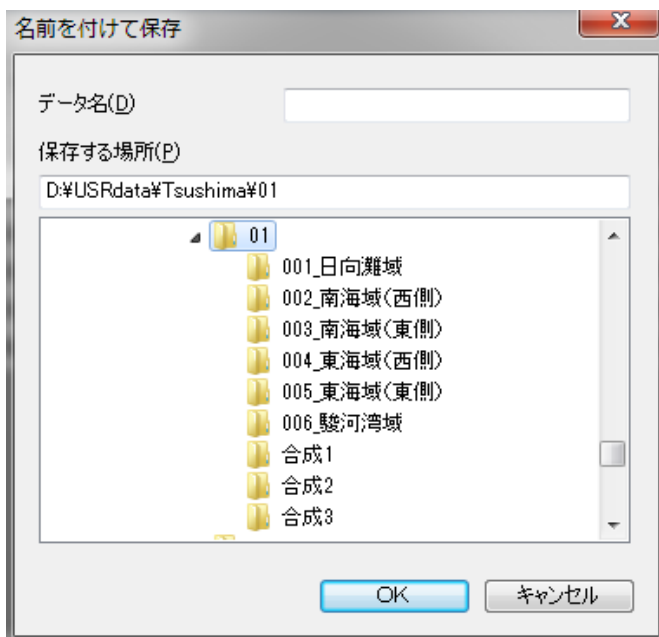 名前を付けて保存
データ名(D)
保存する場所(P)
D:¥USRdata¥Tsushima¥01
01
001_日向灘域
002_南海域(西側)
003_南海域(東側)
004_東海域(西側)
005_東海域(東側)
006_駿河湾域
合成1
合成2
合成3
OK キャンセル